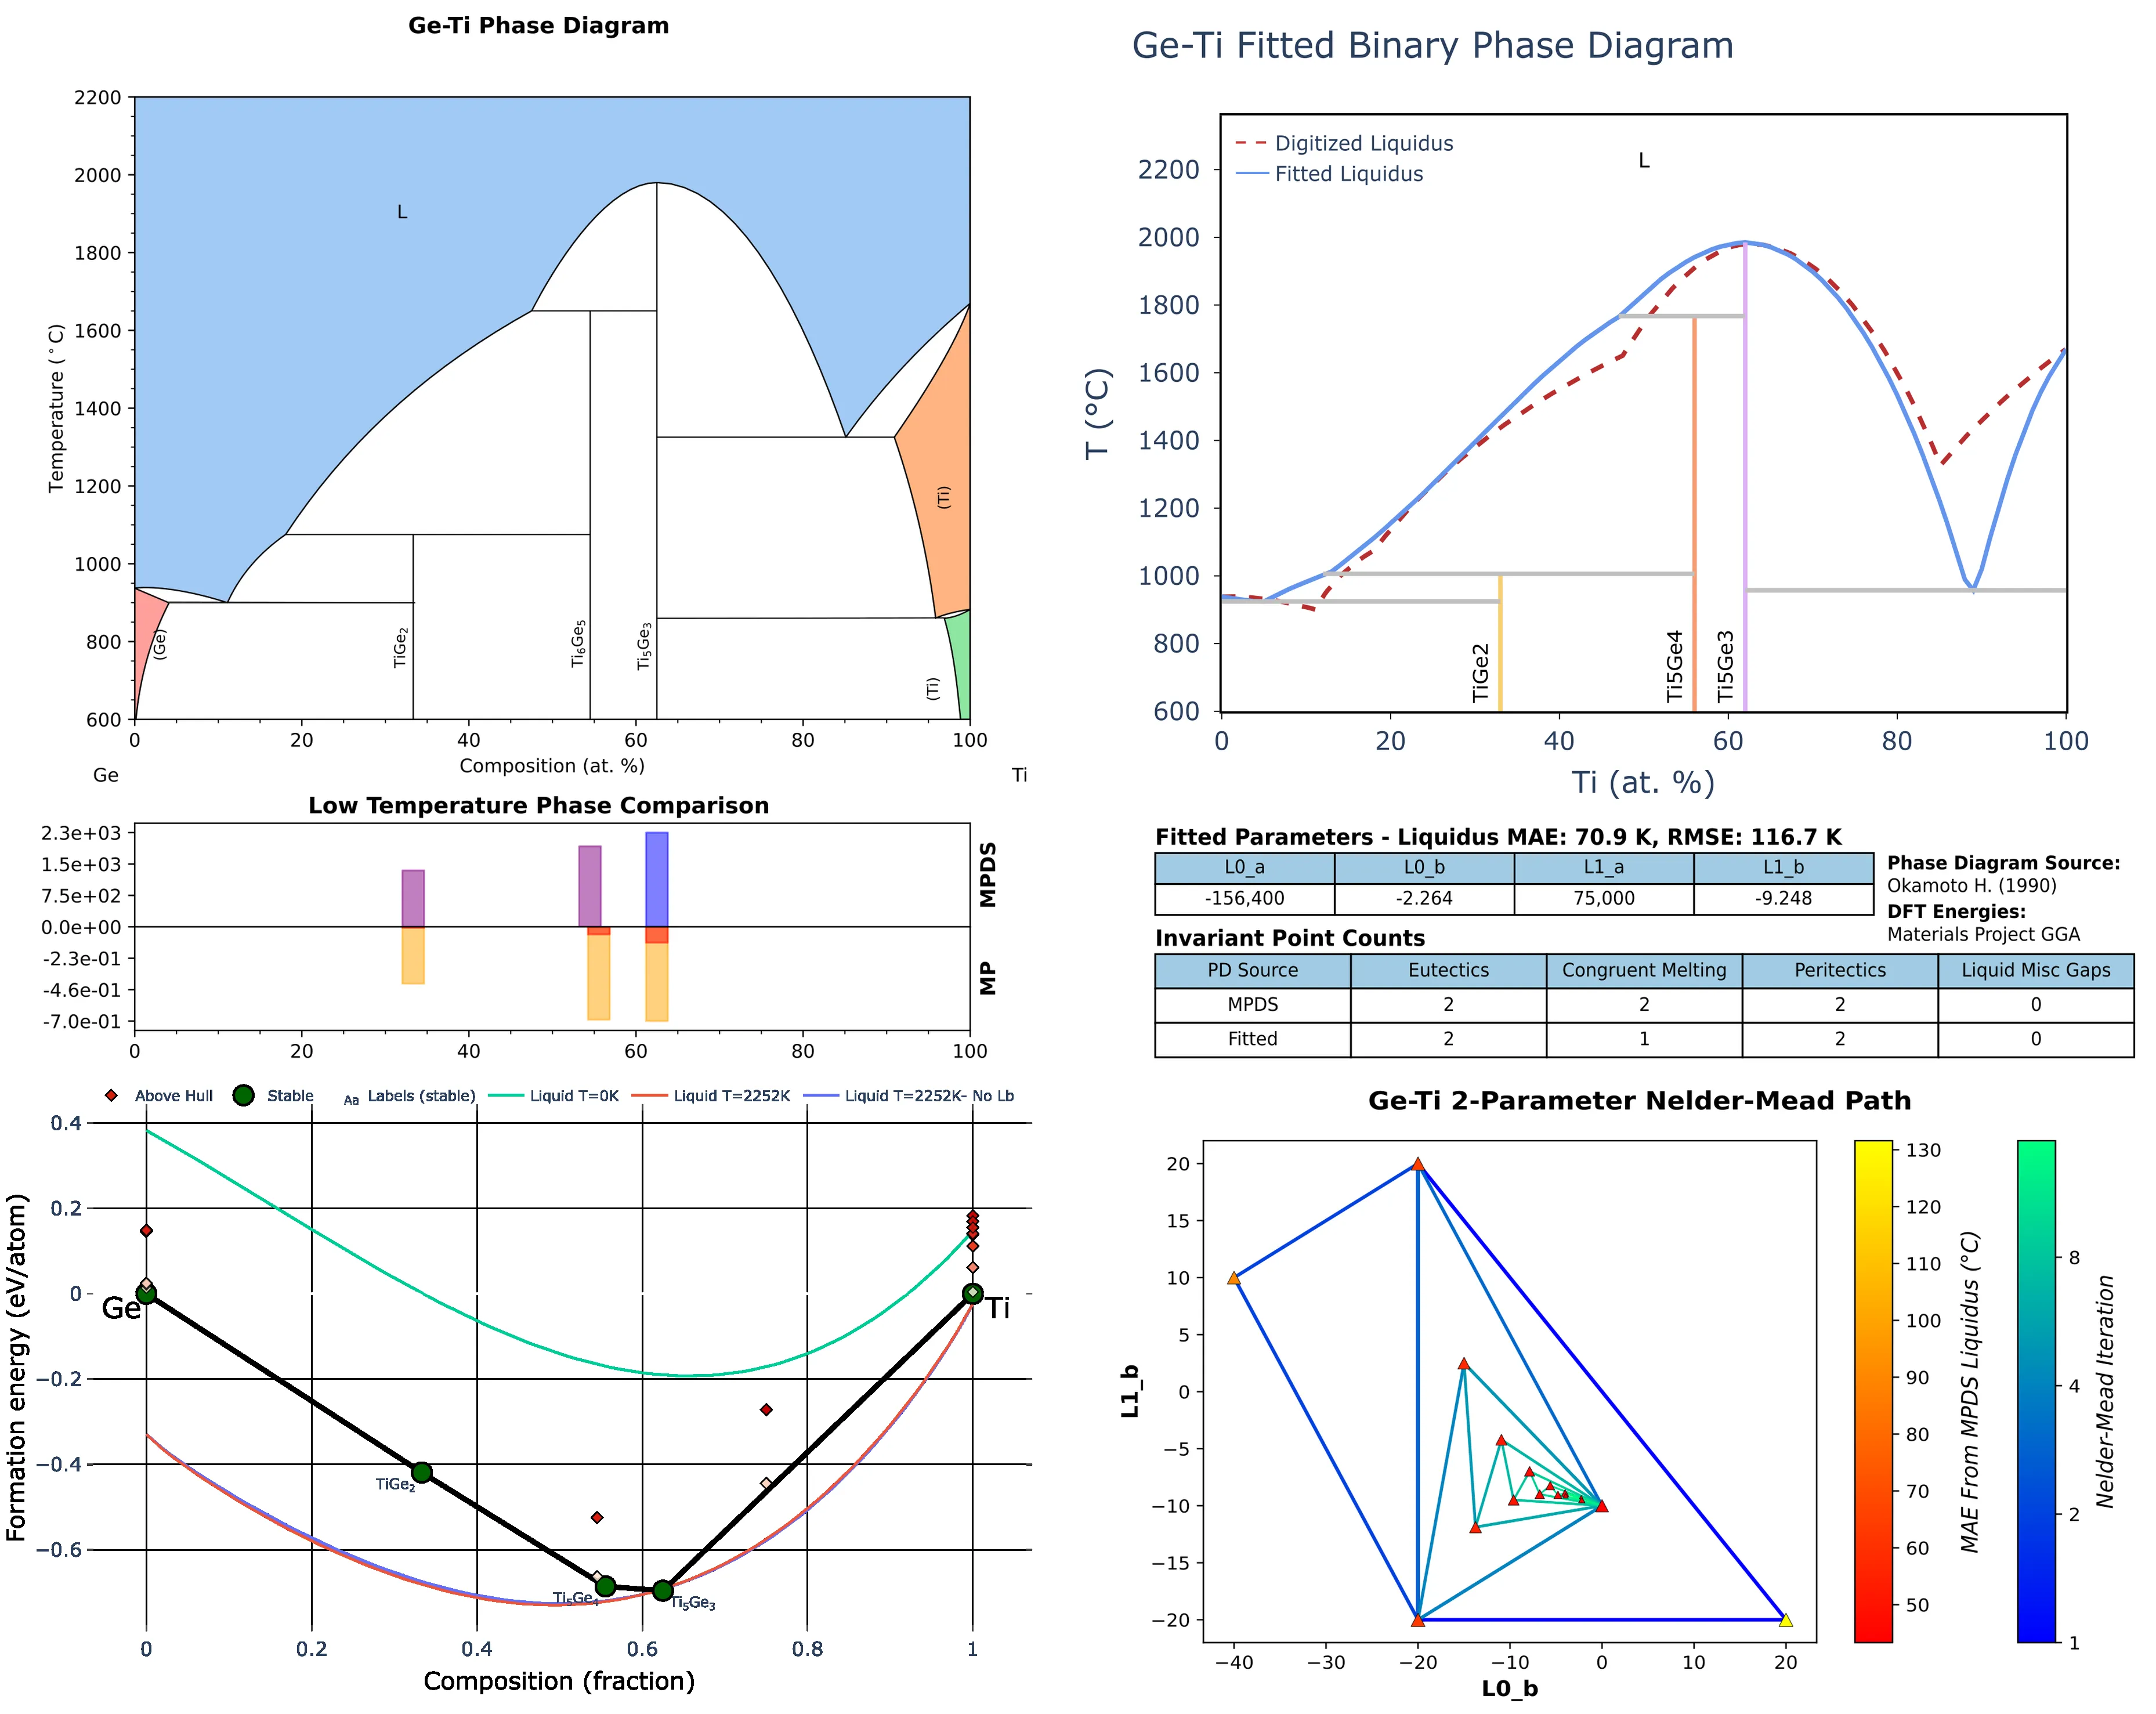 Ge-Ti Phase Diagram
2200
2000
1800
1600
1400
1200
1000
800
600
Temperature (°C)
L
(Ge)
TiGe₂
Ti₆Ge₅
Ti₅Ge₃
(Ti)
(Ti)
0 20 40 60 80 100
Composition (at. %)
Ge Ti
Ge-Ti Fitted Binary Phase Diagram
Digitized Liquidus
Fitted Liquidus
L
2200
2000
1800
1600
1400
1200
1000
800
600
T (°C)
TiGe2
Ti5Ge4
Ti5Ge3
0 20 40 60 80 100
Ti (at. %)
Low Temperature Phase Comparison
2.3e+03
1.5e+03
7.5e+02
0.0e+00
-2.3e-01
-4.6e-01
-7.0e-01
MPDS
MP
0 20 40 60 80 100
Fitted Parameters - Liquidus MAE: 70.9 K, RMSE: 116.7 K
L0_a L0_b L1_a L1_b
-156,400 -2.264 75,000 -9.248
Phase Diagram Source:
Okamoto H. (1990)
DFT Energies:
Materials Project GGA
Invariant Point Counts
PD Source Eutectics Congruent Melting Peritectics Liquid Misc Gaps
MPDS 2 2 2 0
Fitted 2 1 2 0
Above Hull Stable Aa Labels (stable) Liquid T=0K Liquid T=2252K Liquid T=2252K- No Lb
0.4
0.2
0
−0.2
−0.4
−0.6
Formation energy (eV/atom)
Ge
Ti
TiGe₂
Ti₅Ge₄
Ti₅Ge₃
0 0.2 0.4 0.6 0.8 1
Composition (fraction)
Ge-Ti 2-Parameter Nelder-Mead Path
20
15
10
5
0
−5
−10
−15
−20
L1_b
−40 −30 −20 −10 0 10 20
L0_b
130
120
110
100
90
80
70
60
50
MAE From MPDS Liquidus (°C)
8
4
2
1
Nelder-Mead Iteration